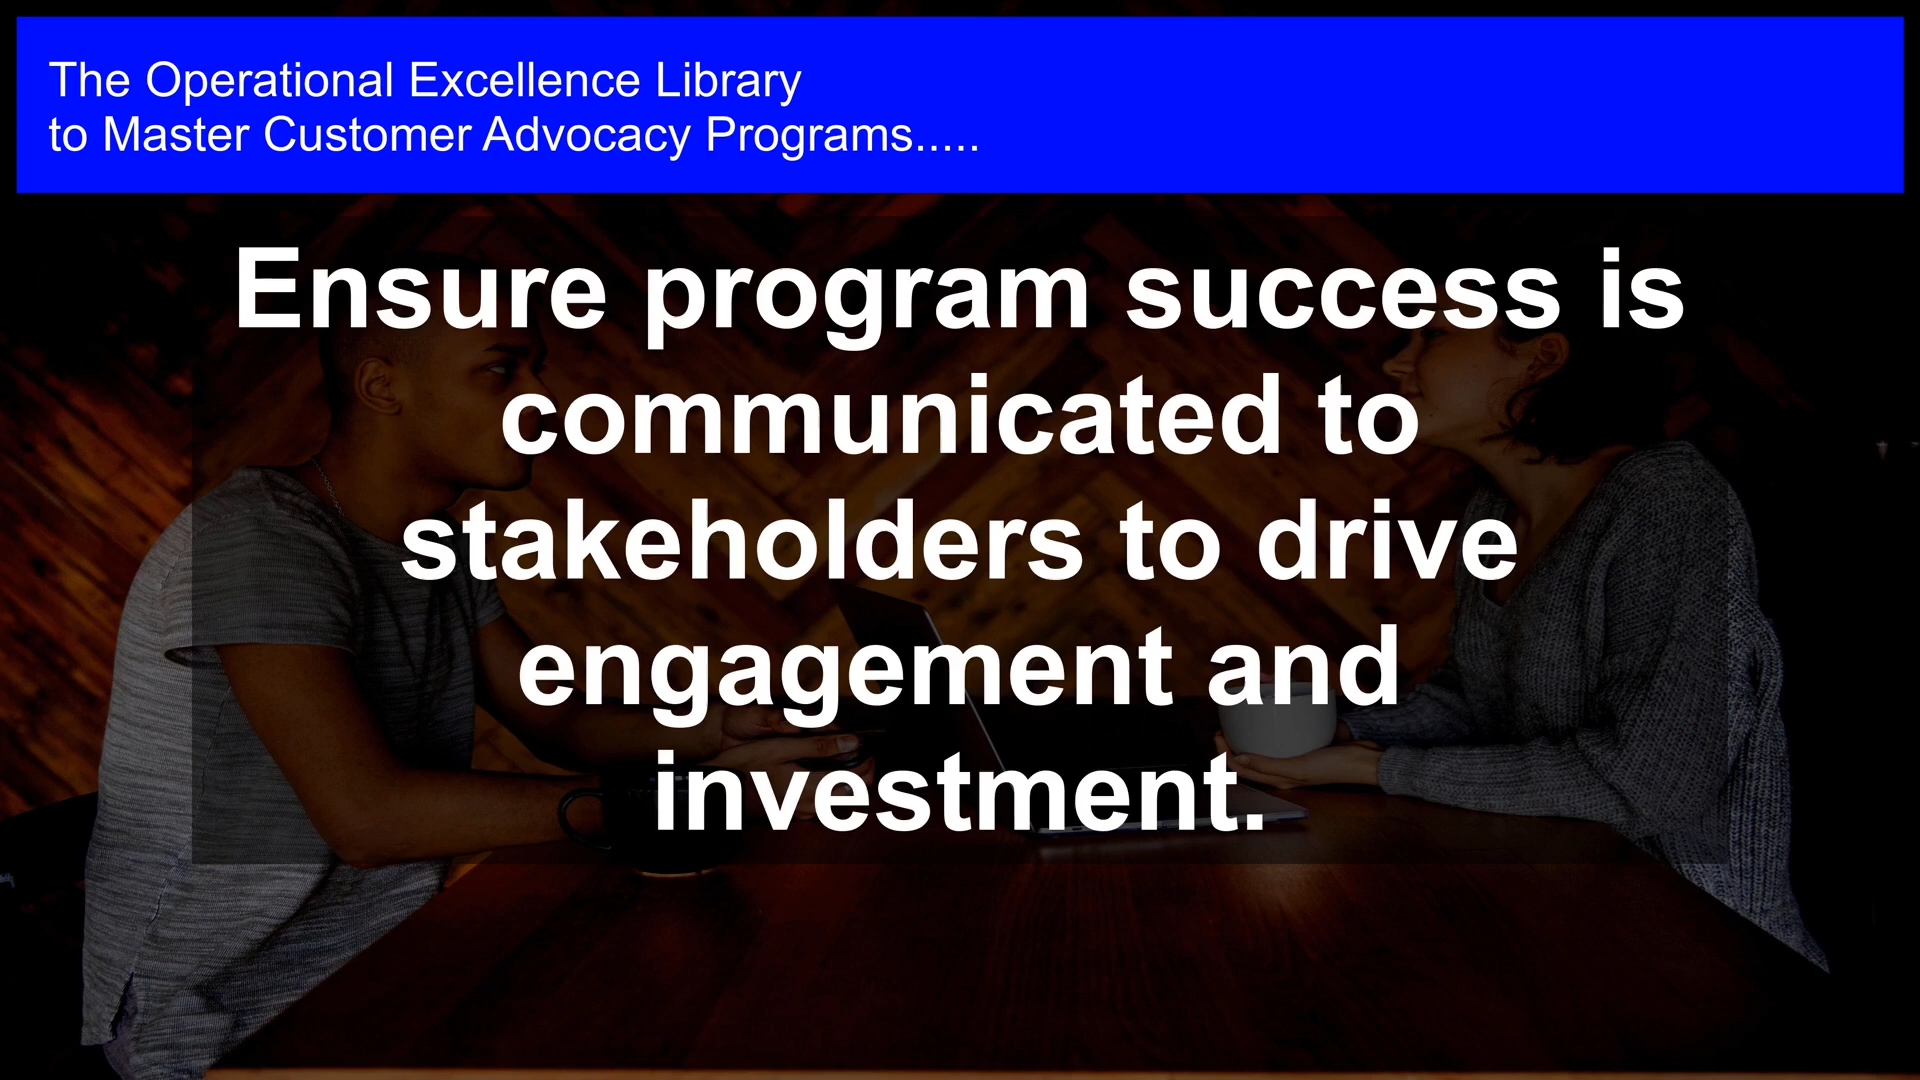 The Operational Excellence Library
to Master Customer Advocacy Programs.....
Ensure program success is
communicated to
stakeholders to drive
engagement and
investment.